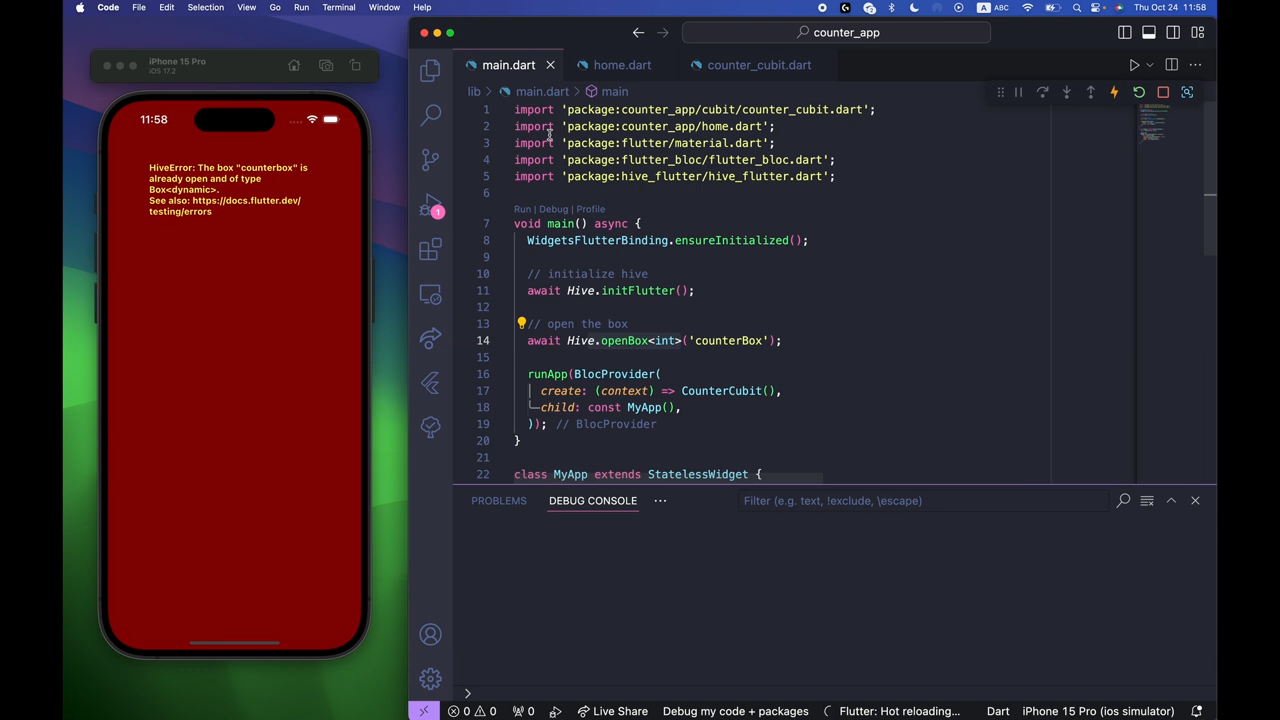 Code File Edit Selection View Go Run Terminal Window Help
A ABC Thu Oct 24 11:58
iPhone 15 Pro
iOS 17.2
11:58
HiveError: The box "counterbox" is
already open and of type
Box<dynamic>.
See also: https://docs.flutter.dev/
testing/errors
counter_app
main.dart home.dart counter_cubit.dart
lib › main.dart › main
1 import 'package:counter_app/cubit/counter_cubit.dart';
2 import 'package:counter_app/home.dart';
3 import 'package:flutter/material.dart';
4 import 'package:flutter_bloc/flutter_bloc.dart';
5 import 'package:hive_flutter/hive_flutter.dart';
6
Run | Debug | Profile
7 void main() async {
8 WidgetsFlutterBinding.ensureInitialized();
9
10 // initialize hive
11 await Hive.initFlutter();
12
13 // open the box
14 await Hive.openBox<int>('counterBox');
15
16 runApp(BlocProvider(
17 create: (context) => CounterCubit(),
18 child: const MyApp(),
19 )); // BlocProvider
20 }
21
22 class MyApp extends StatelessWidget {
1
PROBLEMS DEBUG CONSOLE ··· Filter (e.g. text, !exclude, \escape)
>
0 0 0 Live Share Debug my code + packages Flutter: Hot reloading... Dart iPhone 15 Pro (ios simulator)